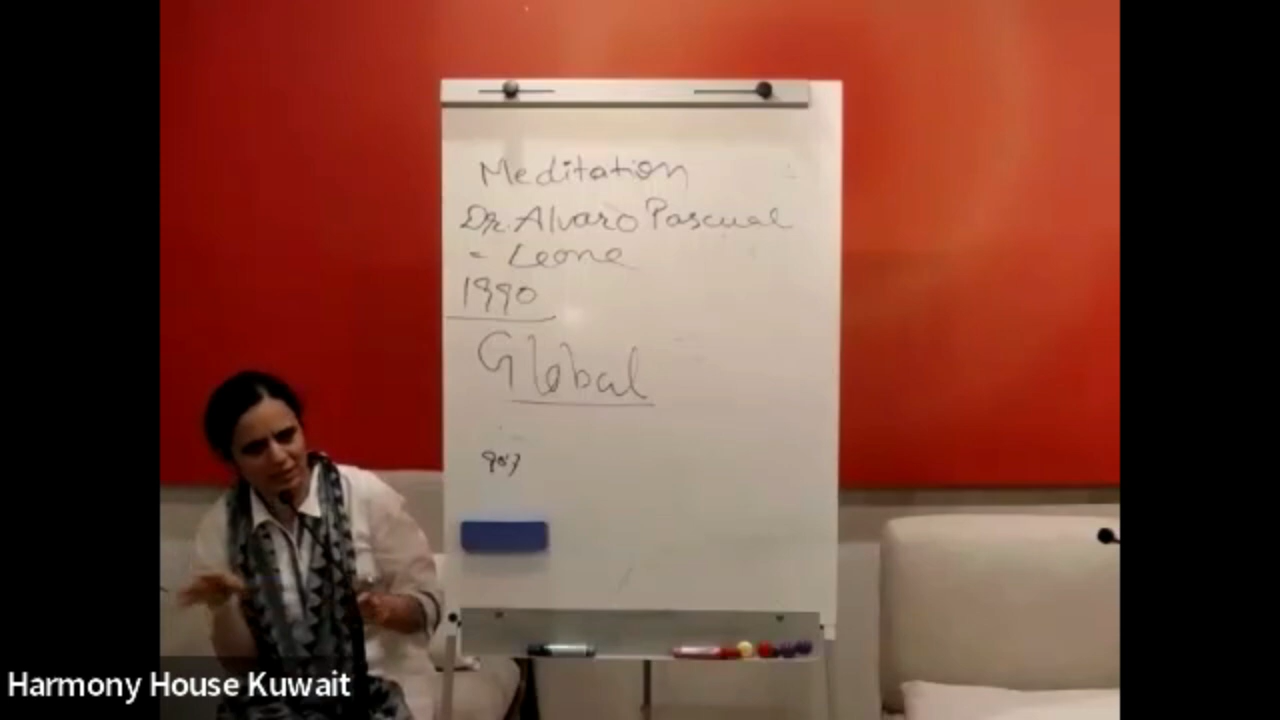 Meditation
Dr. Alvaro Pascual
- Leone
1990
Global
Harmony House Kuwait